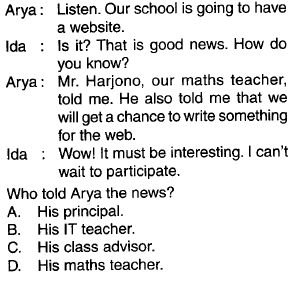 Arya : Listen. Our school is going to have
a website.
Ida : Is it? That is good news. How do
you know?
Arya : Mr. Harjono, our maths teacher,
told me. He also told me that we
will get a chance to write something
for the web.
Ida : Wow! It must be interesting. I can't
wait to participate.
Who told Arya the news?
A. His principal.
B. His IT teacher.
C. His class advisor.
D. His maths teacher.